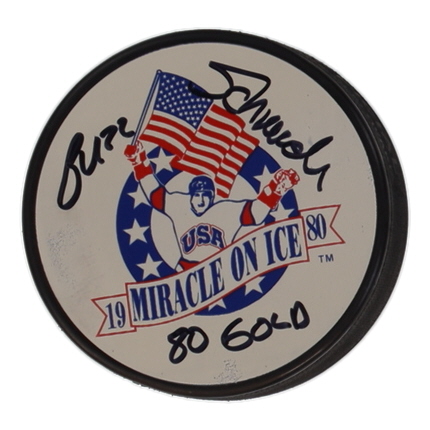 Buzz Schneider
USA
19 MIRACLE ON ICE 80
TM
80 GOLD